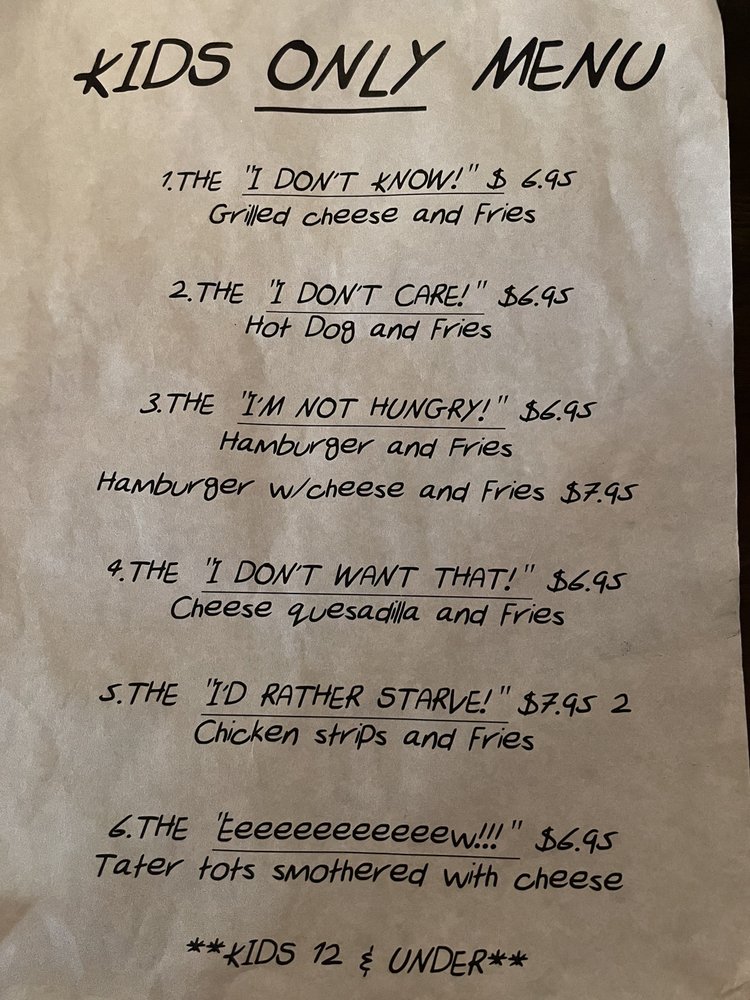 KIDS ONLY MENU
1.THE "I DON'T KNOW!" $ 6.95
Grilled cheese and Fries
2.THE "I DON'T CARE!" $6.95
Hot Dog and Fries
3.THE "I'M NOT HUNGRY!" $6.95
Hamburger and Fries
Hamburger w/cheese and Fries $7.95
4.THE "I DON'T WANT THAT!" $6.95
Cheese quesadilla and Fries
5.THE "I'D RATHER STARVE!" $7.95 2
Chicken strips and Fries
6.THE "Eeeeeeeeeeeew!!!" $6.95
Tater tots smothered with cheese
**KIDS 12 & UNDER**